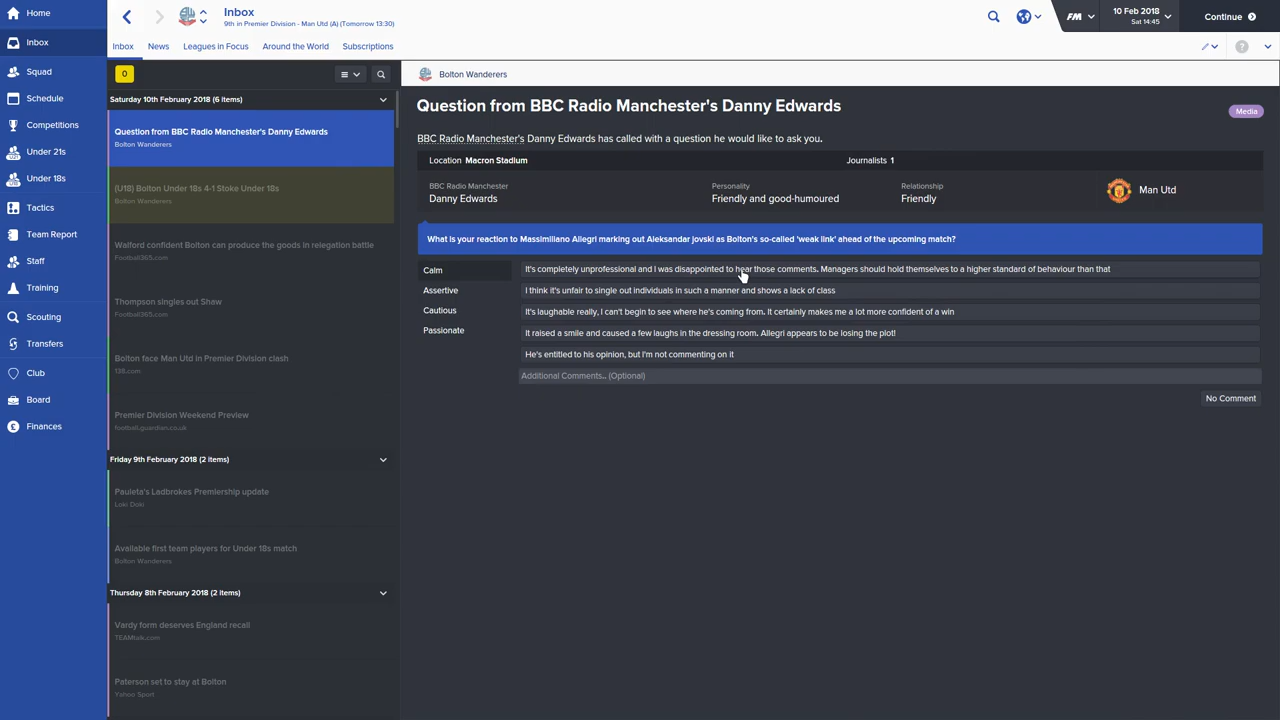 Home
Inbox
Squad
Schedule
Competitions
Under 21s
Under 18s
Tactics
Team Report
Staff
Training
Scouting
Transfers
Club
Board
Finances
Inbox
9th in Premier Division - Man Utd (A) (Tomorrow 13:30)
FM
10 Feb 2018
Sat 14:45
Continue
Inbox
News
Leagues in Focus
Around the World
Subscriptions
0
Saturday 10th February 2018 (6 items)
Question from BBC Radio Manchester's Danny Edwards
Bolton Wanderers
(U18) Bolton Under 18s 4-1 Stoke Under 18s
Bolton Wanderers
Walford confident Bolton can produce the goods in relegation battle
Football365.com
Thompson singles out Shaw
Football365.com
Bolton face Man Utd in Premier Division clash
138.com
Premier Division Weekend Preview
football.guardian.co.uk
Friday 9th February 2018 (2 items)
Pauleta's Ladbrokes Premiership update
Loki Doki
Available first team players for Under 18s match
Bolton Wanderers
Thursday 8th February 2018 (2 items)
Vardy form deserves England recall
TEAMtalk.com
Paterson set to stay at Bolton
Yahoo Sport
Bolton Wanderers
Question from BBC Radio Manchester's Danny Edwards
Media
BBC Radio Manchester's Danny Edwards has called with a question he would like to ask you.
Location Macron Stadium
Journalists 1
BBC Radio Manchester
Danny Edwards
Personality
Friendly and good-humoured
Relationship
Friendly
Man Utd
What is your reaction to Massimiliano Allegri marking out Aleksandar jovski as Bolton's so-called 'weak link' ahead of the upcoming match?
Calm
Assertive
Cautious
Passionate
It's completely unprofessional and I was disappointed to hear those comments. Managers should hold themselves to a higher standard of behaviour than that
I think it's unfair to single out individuals in such a manner and shows a lack of class
It's laughable really, I can't begin to see where he's coming from. It certainly makes me a lot more confident of a win
It raised a smile and caused a few laughs in the dressing room. Allegri appears to be losing the plot!
He's entitled to his opinion, but I'm not commenting on it
Additional Comments.. (Optional)
No Comment